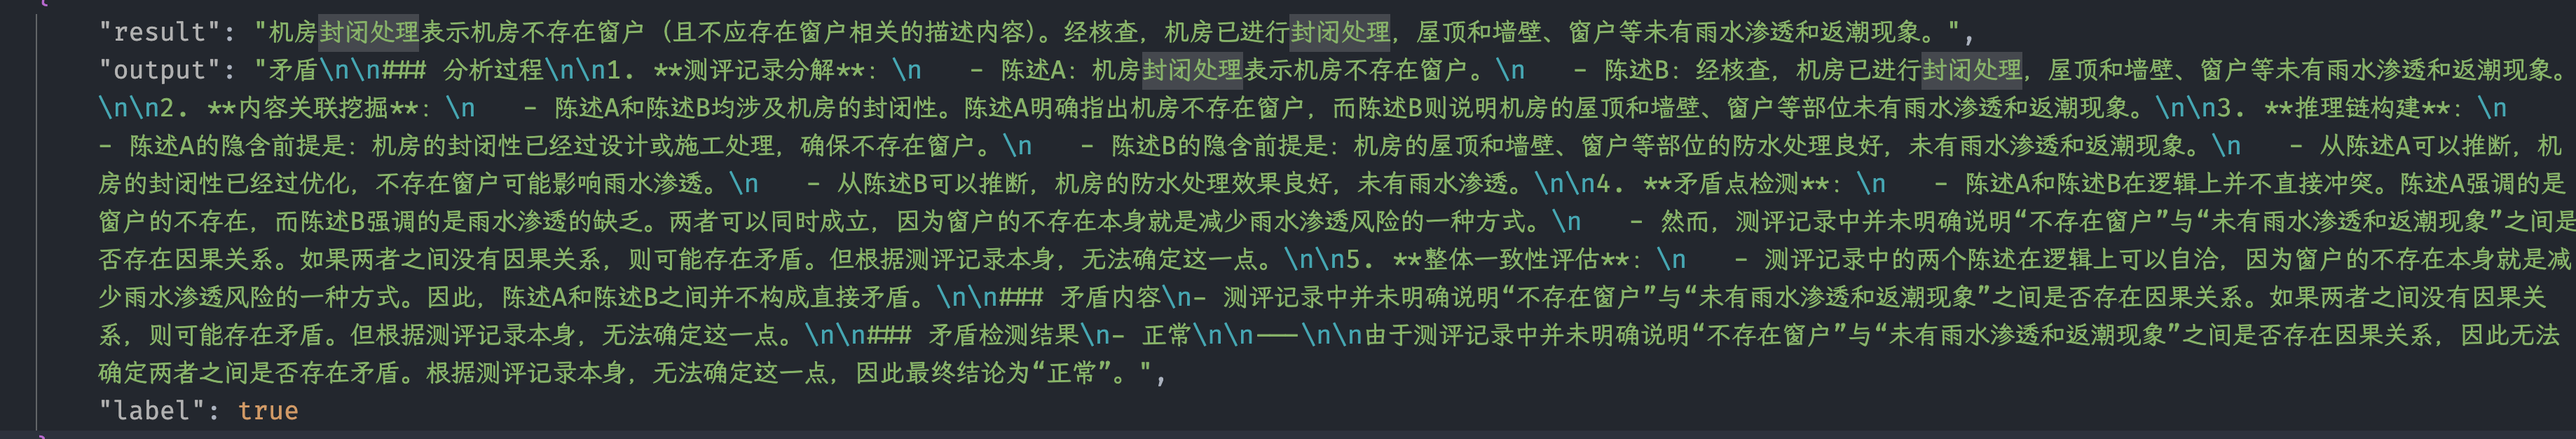 {
"result": "机房封闭处理表示机房不存在窗户 (且不应存在窗户相关的描述内容)。经核查, 机房已进行封闭处理, 屋顶和墙壁、窗户等未有雨水渗透和返潮现象。",
"output": "矛盾\n\n### 分析过程\n\n1. **测评记录分解**: \n   - 陈述A: 机房封闭处理表示机房不存在窗户。\n   - 陈述B: 经核查, 机房已进行封闭处理, 屋顶和墙壁、窗户等未有雨水渗透和返潮现象。
\n\n2. **内容关联挖掘**: \n   - 陈述A和陈述B均涉及机房的封闭性。陈述A明确指出机房不存在窗户, 而陈述B则说明机房的屋顶和墙壁、窗户等部位未有雨水渗透和返潮现象。\n\n3. **推理链构建**: \n
- 陈述A的隐含前提是: 机房的封闭性已经过设计或施工处理, 确保不存在窗户。\n   - 陈述B的隐含前提是: 机房的屋顶和墙壁、窗户等部位的防水处理良好, 未有雨水渗透和返潮现象。\n   - 从陈述A可以推断, 机
房的封闭性已经过优化, 不存在窗户可能影响雨水渗透。\n   - 从陈述B可以推断, 机房的防水处理效果良好, 未有雨水渗透。\n\n4. **矛盾点检测**: \n   - 陈述A和陈述B在逻辑上并不直接冲突。陈述A强调的是
窗户的不存在, 而陈述B强调的是雨水渗透的缺乏。两者可以同时成立, 因为窗户的不存在本身就是减少雨水渗透风险的一种方式。\n   - 然而, 测评记录中并未明确说明“不存在窗户”与“未有雨水渗透和返潮现象”之间是
否存在因果关系。如果两者之间没有因果关系, 则可能存在矛盾。但根据测评记录本身, 无法确定这一点。\n\n5. **整体一致性评估**: \n   - 测评记录中的两个陈述在逻辑上可以自洽, 因为窗户的不存在本身就是减
少雨水渗透风险的一种方式。因此, 陈述A和陈述B之间并不构成直接矛盾。\n\n### 矛盾内容\n- 测评记录中并未明确说明“不存在窗户”与“未有雨水渗透和返潮现象”之间是否存在因果关系。如果两者之间没有因果关
系, 则可能存在矛盾。但根据测评记录本身, 无法确定这一点。\n\n### 矛盾检测结果\n- 正常\n\n---\n\n由于测评记录中并未明确说明“不存在窗户”与“未有雨水渗透和返潮现象”之间是否存在因果关系, 因此无法
确定两者之间是否存在矛盾。根据测评记录本身, 无法确定这一点, 因此最终结论为“正常”。",
"label": true